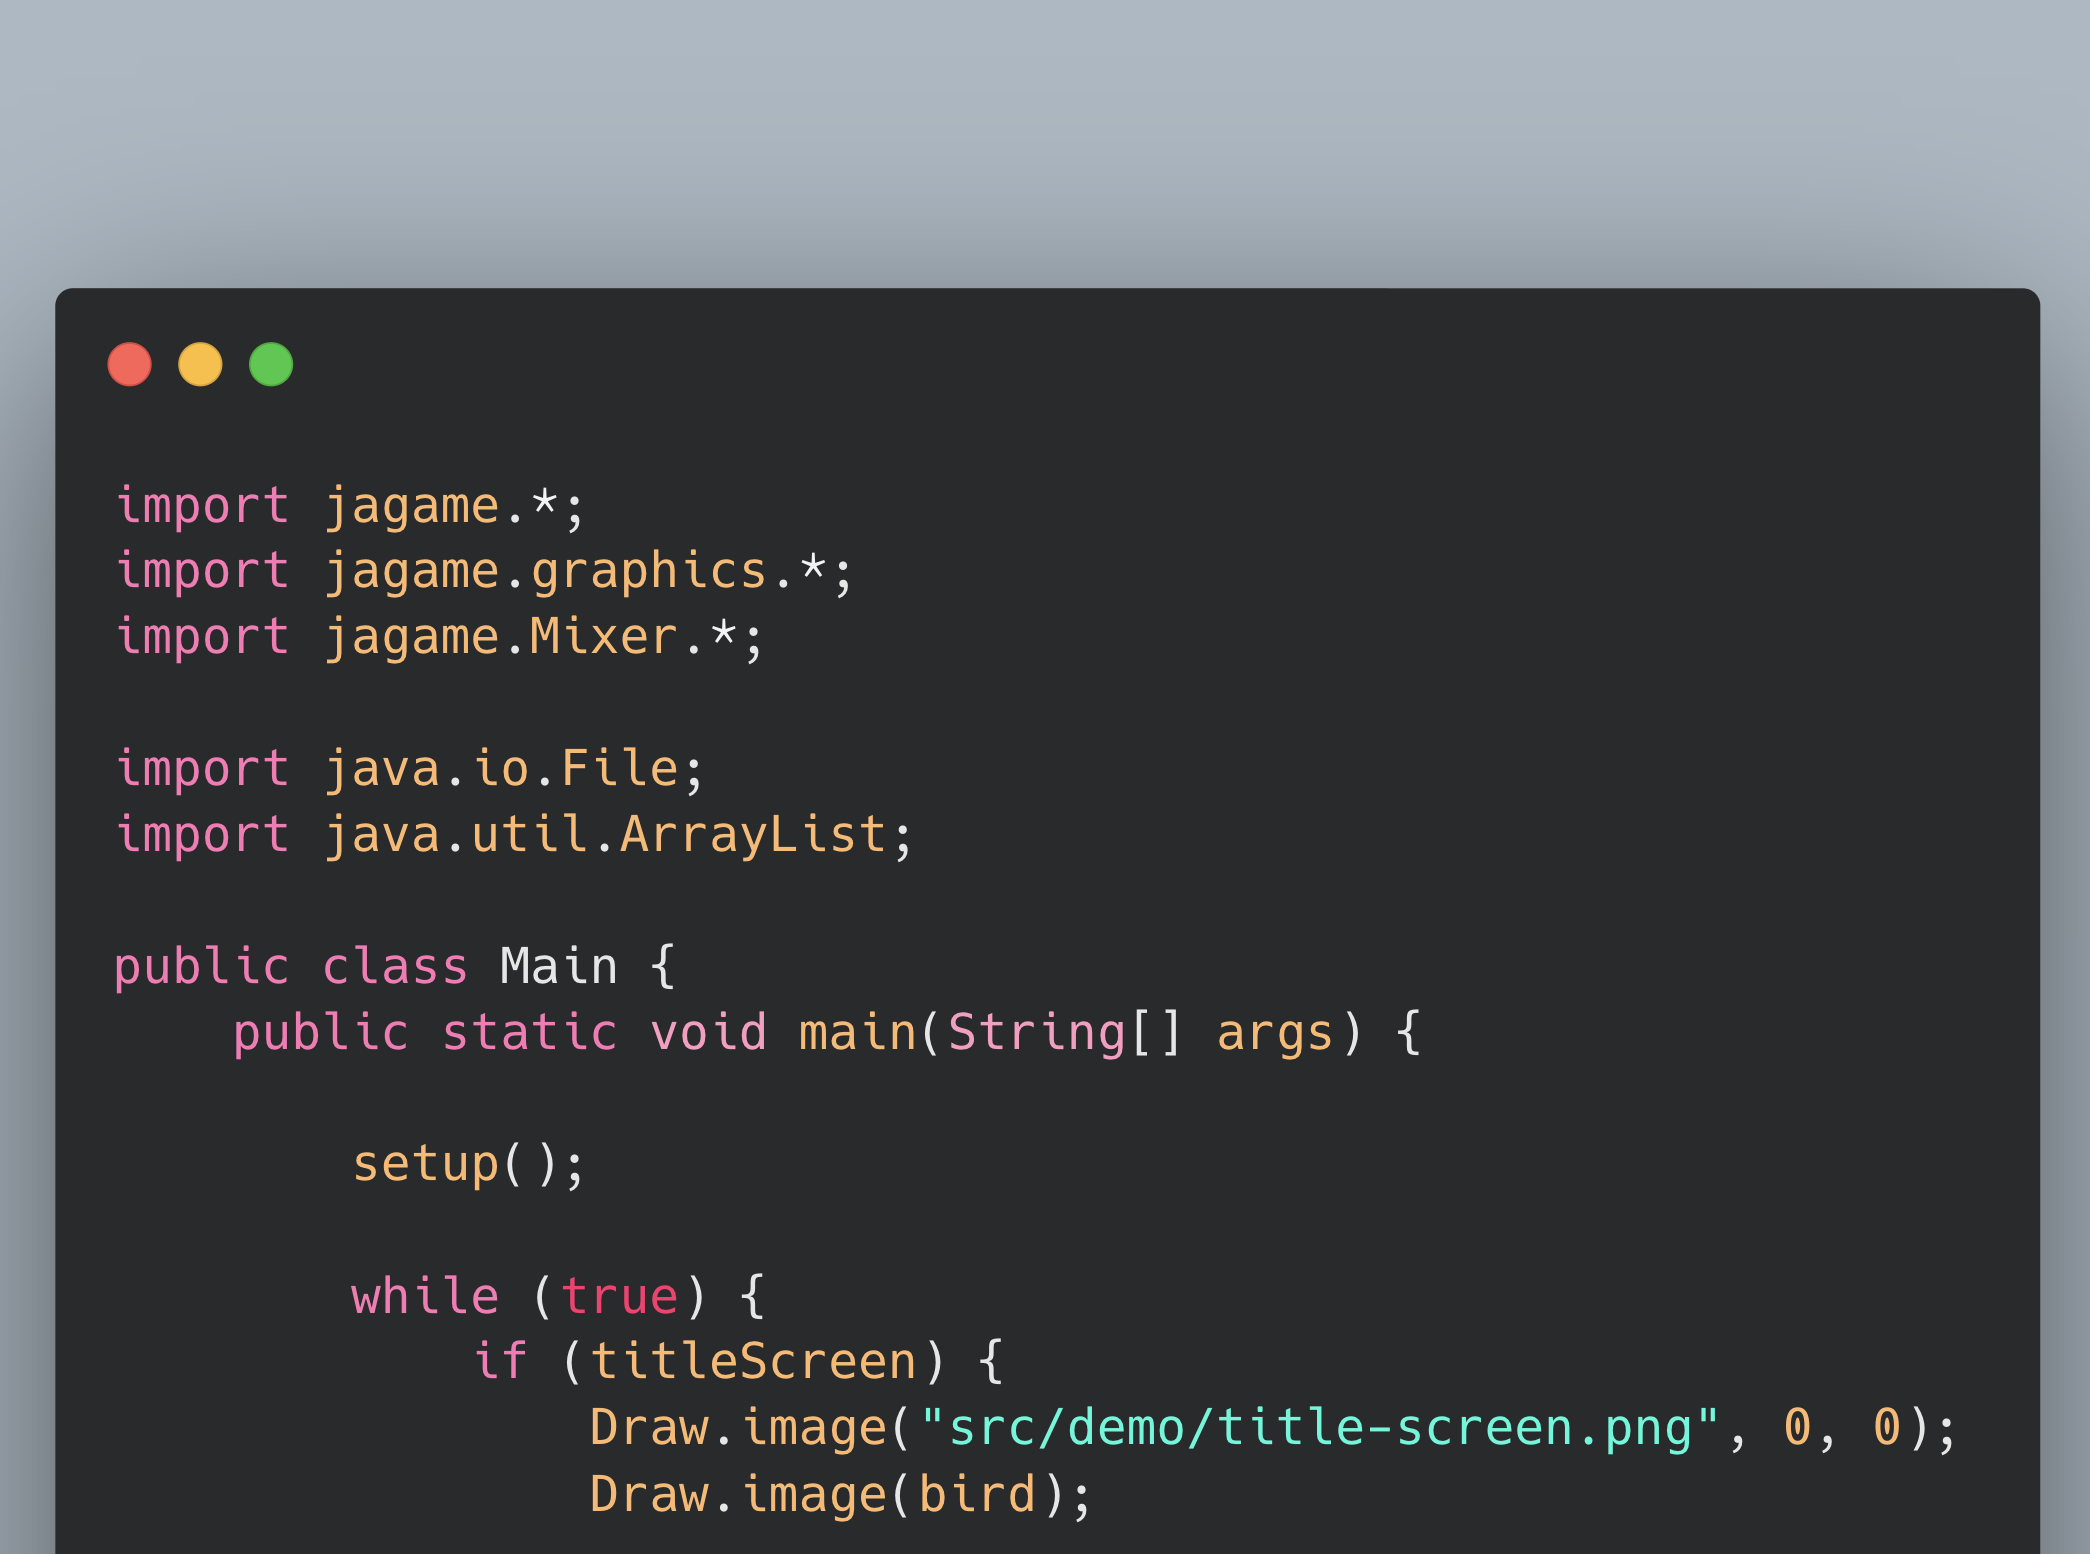 import jagame.*;
import jagame.graphics.*;
import jagame.Mixer.*;

import java.io.File;
import java.util.ArrayList;

public class Main {
    public static void main(String[] args) {

        setup();

        while (true) {
            if (titleScreen) {
                Draw.image("src/demo/title-screen.png", 0, 0);
                Draw.image(bird);